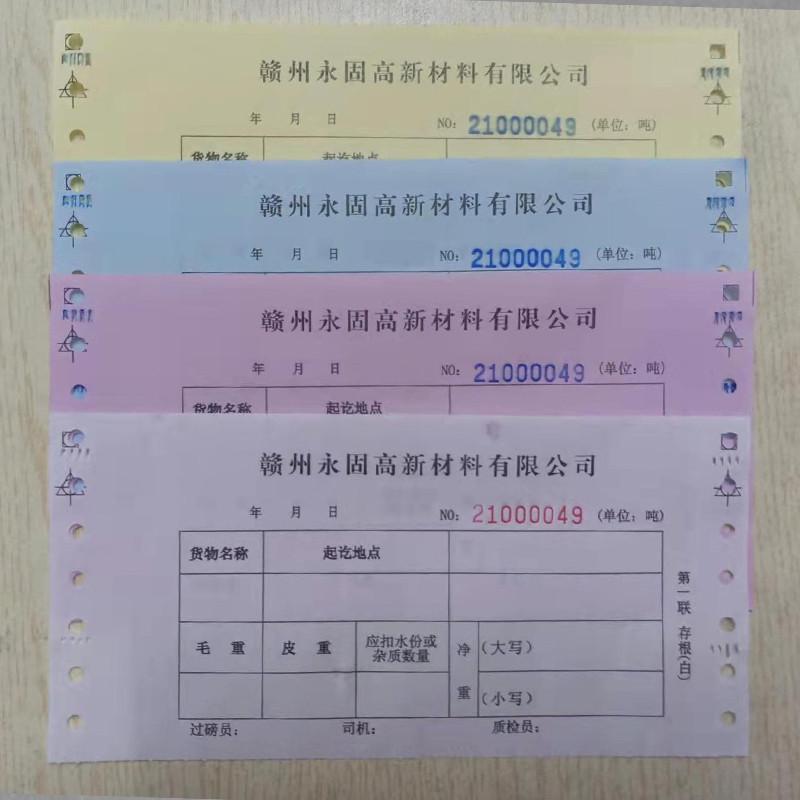 赣州永固高新材料有限公司
年 月 日 NO: 21000049 (单位: 吨)
货物名称 起讫地点
赣州永固高新材料有限公司
年 月 日 NO: 21000049 (单位: 吨)
赣州永固高新材料有限公司
年 月 日 NO: 21000049 (单位: 吨)
货物名称 起讫地点
赣州永固高新材料有限公司
年 月 日 NO: 21000049 (单位: 吨)
货物名称 起讫地点
毛 重 皮 重 应扣水份或杂质数量 净重 (大写)
(小写)
过磅员: 司机: 质检员:
第一联 存根(白)